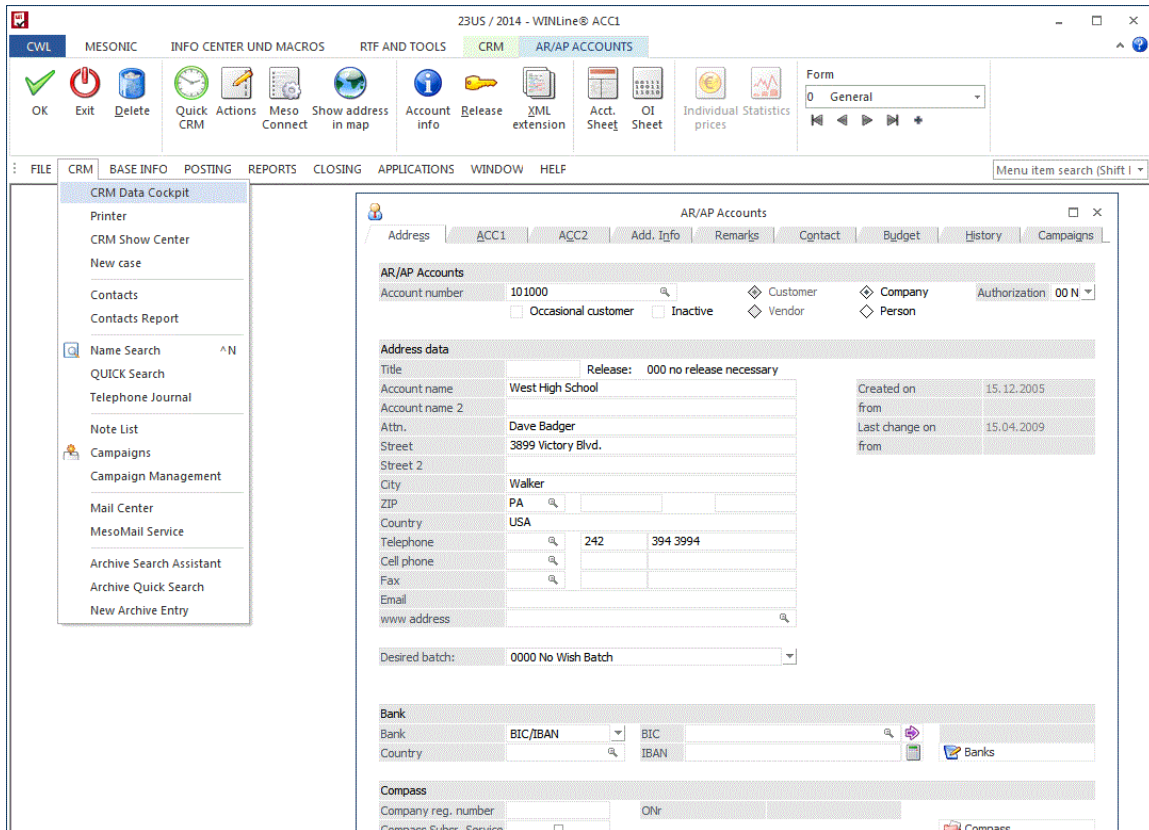 23US / 2014 - WINLine® ACC1
CWL MESONIC INFO CENTER UND MACROS RTF AND TOOLS CRM AR/AP ACCOUNTS
OK Exit Delete Quick CRM Actions Meso Connect Show address in map Account info Release XML extension Acct. Sheet OI Sheet Individual prices Statistics
Form
0 General
FILE CRM BASE INFO POSTING REPORTS CLOSING APPLICATIONS WINDOW HELP
Menu item search (Shift
CRM Data Cockpit
Printer
CRM Show Center
New case
Contacts
Contacts Report
Name Search ^N
QUICK Search
Telephone Journal
Note List
Campaigns
Campaign Management
Mail Center
MesoMail Service
Archive Search Assistant
Archive Quick Search
New Archive Entry
AR/AP Accounts
Address ACC1 ACC2 Add. Info Remarks Contact Budget History Campaigns
AR/AP Accounts
Account number 101000 Customer Company Authorization 00 N
Occasional customer Inactive Vendor Person
Address data
Title Release: 000 no release necessary
Account name West High School Created on 15.12.2005
Account name 2 from
Attn. Dave Badger Last change on 15.04.2009
Street 3899 Victory Blvd. from
Street 2
City Walker
ZIP PA
Country USA
Telephone 242 394 3994
Cell phone
Fax
Email
www address
Desired batch: 0000 No Wish Batch
Bank
Bank BIC/IBAN BIC
Country IBAN Banks
Compass
Company reg. number ONr
Compass Suber. Service Compass